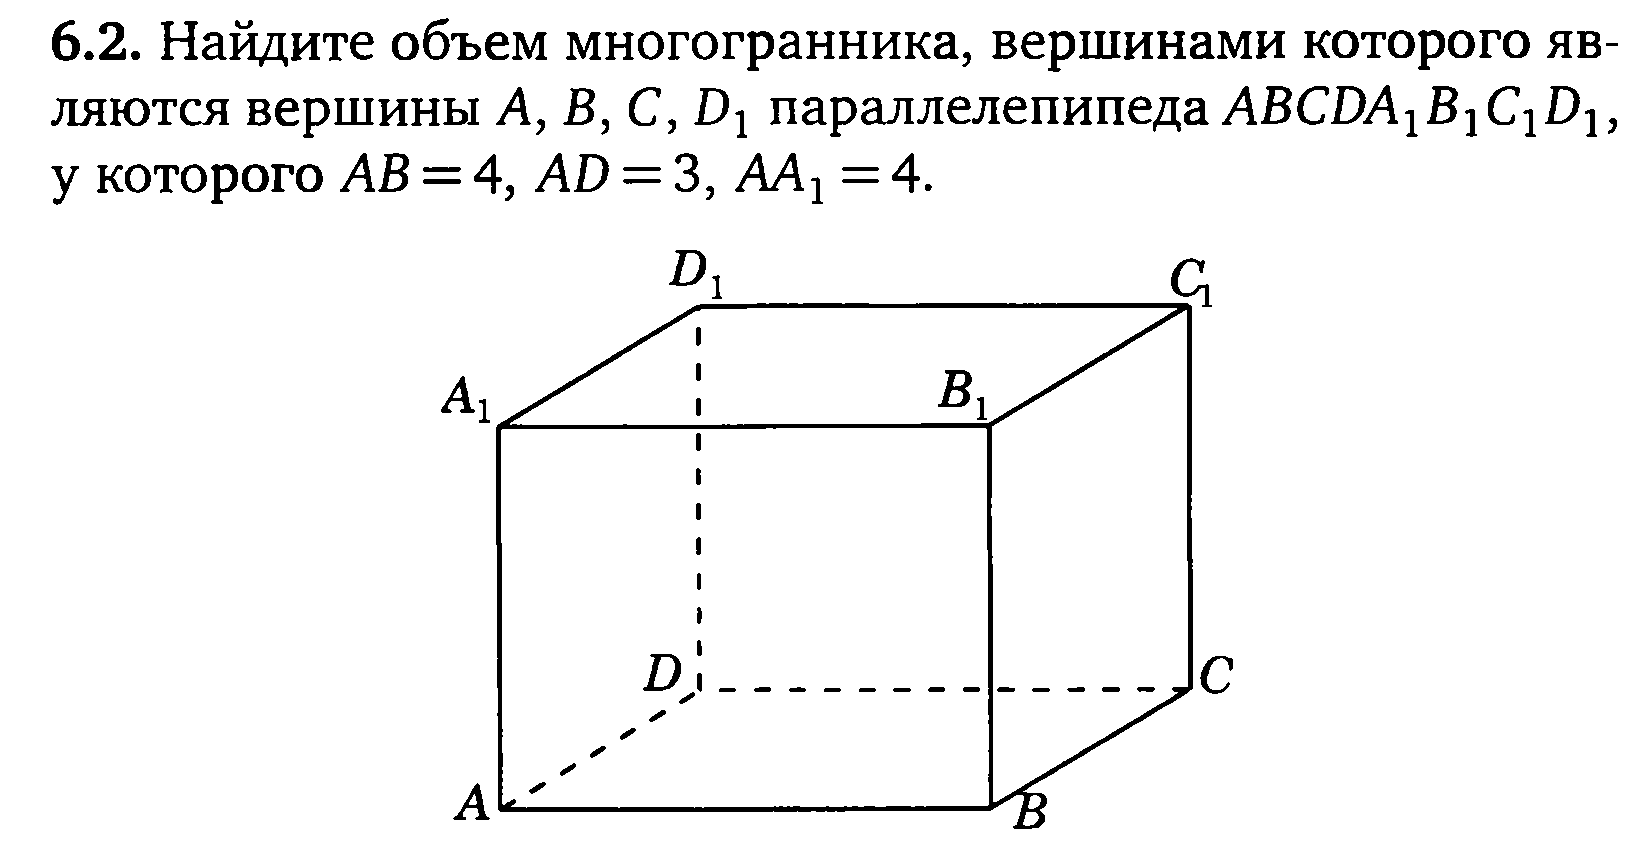 6.2. Найдите объем многогранника, вершинами которого яв-
ляются вершины A, B, C, D₁ параллелепипеда ABCDA₁B₁C₁D₁,
у которого AB = 4, AD = 3, AA₁ = 4.
D₁
C₁
A₁
B₁
D
C
A
B